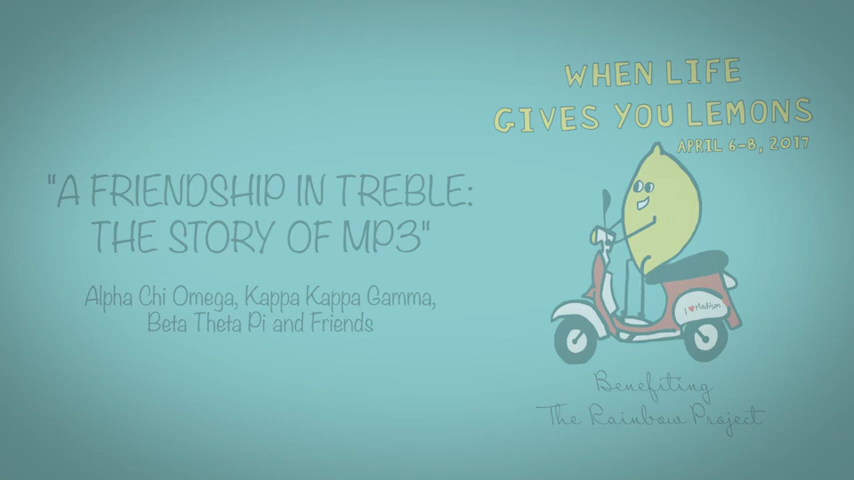 "A FRIENDSHIP IN TREBLE:
THE STORY OF MP3"
Alpha Chi Omega, Kappa Kappa Gamma,
Beta Theta Pi and Friends
WHEN LIFE
GIVES YOU LEMONS
APRIL 6-8, 2017
I ♥ Madison
Benefiting
The Rainbow Project